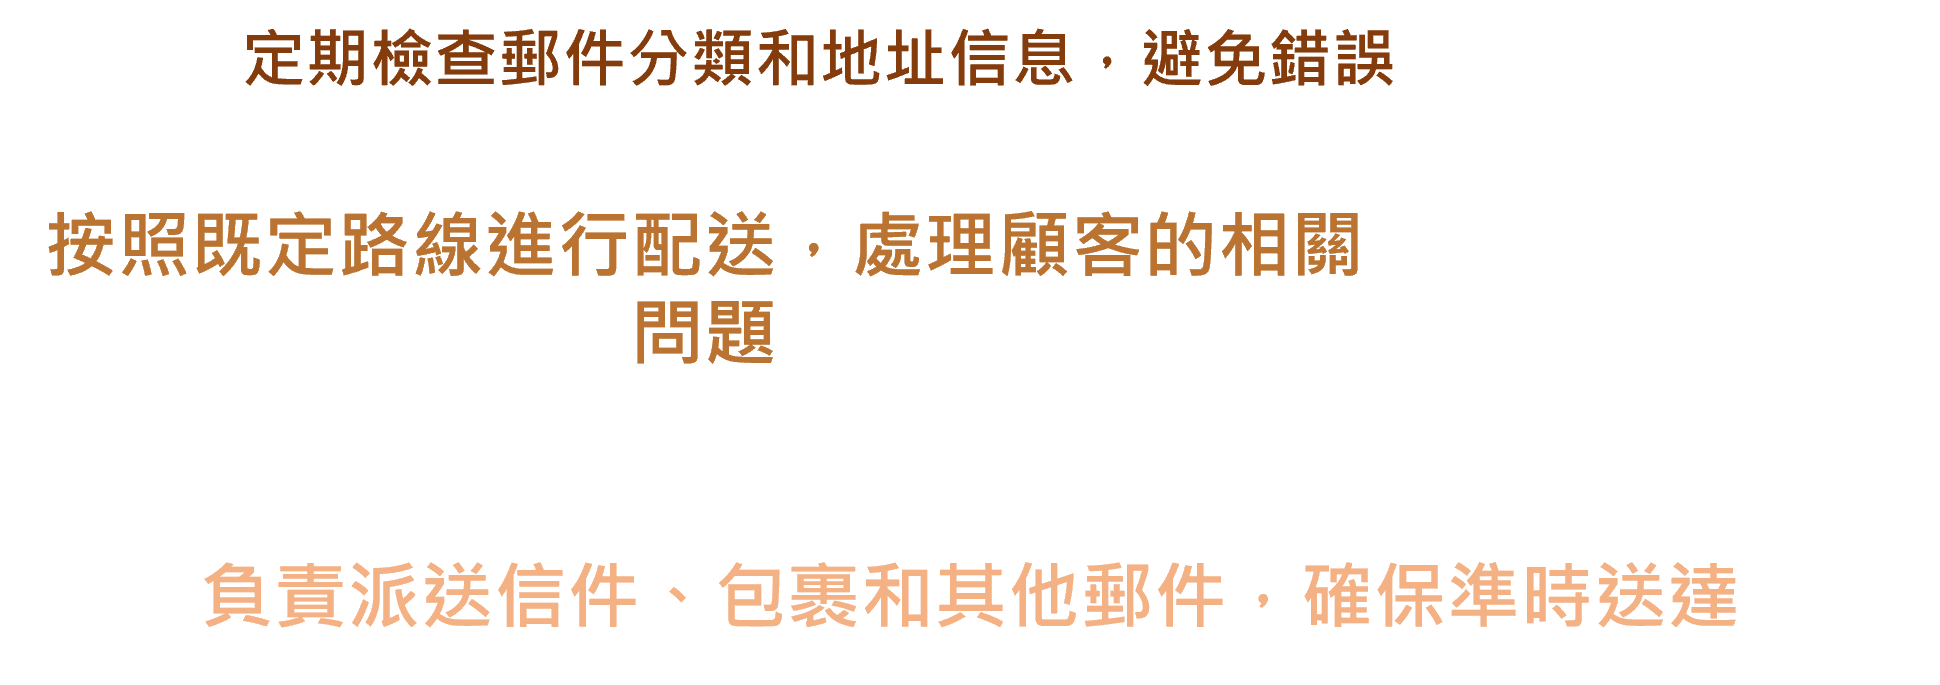 定期檢查郵件分類和地址信息，避免錯誤
按照既定路線進行配送，處理顧客的相關
問題
負責派送信件、包裹和其他郵件，確保準時送達